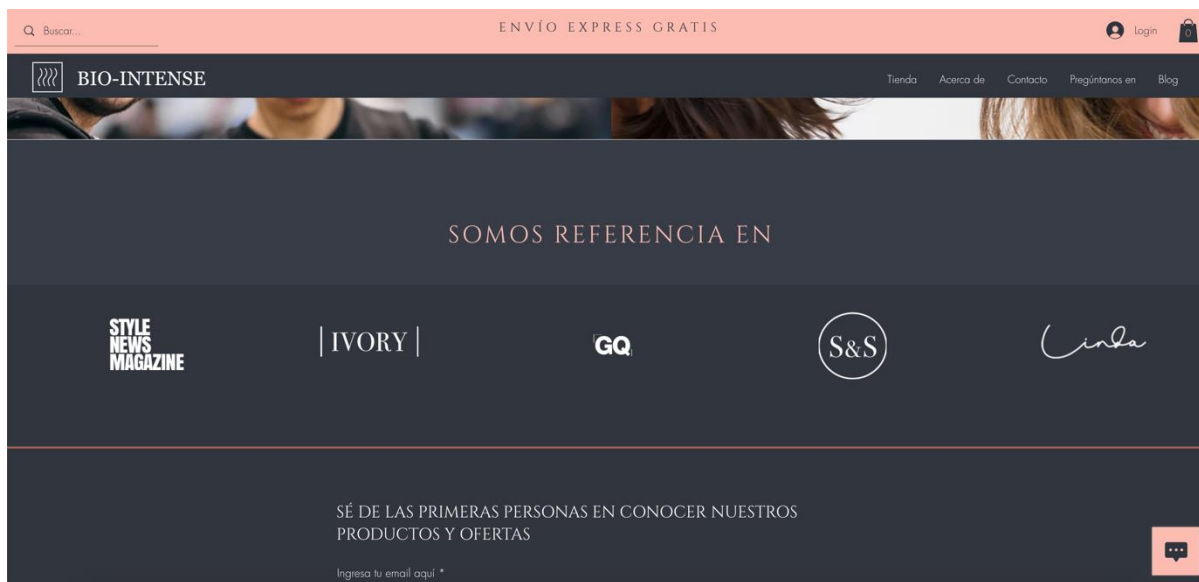 Buscar...
ENVÍO EXPRESS GRATIS
Login
0
BIO-INTENSE
Tienda
Acerca de
Contacto
Pregúntanos en
Blog
SOMOS REFERENCIA EN
STYLE
NEWS
MAGAZINE
| IVORY |
GQ
S&S
Linda
SÉ DE LAS PRIMERAS PERSONAS EN CONOCER NUESTROS
PRODUCTOS Y OFERTAS
Ingresa tu email aquí *